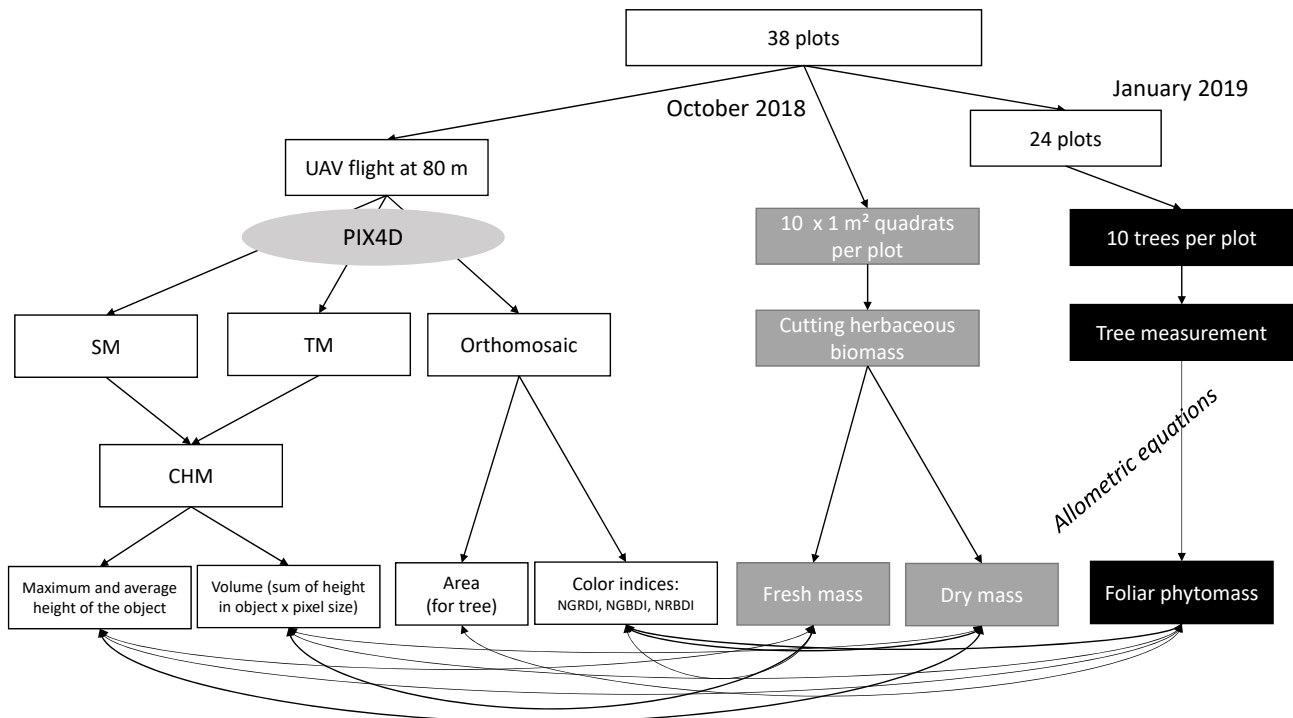 38 plots
October 2018
January 2019
UAV flight at 80 m
24 plots
PIX4D
10 x 1 m² quadrats
per plot
10 trees per plot
SM
TM
Orthomosaic
Cutting herbaceous
biomass
Tree measurement
CHM
Allometric equations
Maximum and average
height of the object
Volume (sum of height
in object x pixel size)
Area
(for tree)
Color indices:
NGRDI, NGBDI, NRBDI
Fresh mass
Dry mass
Foliar phytomass